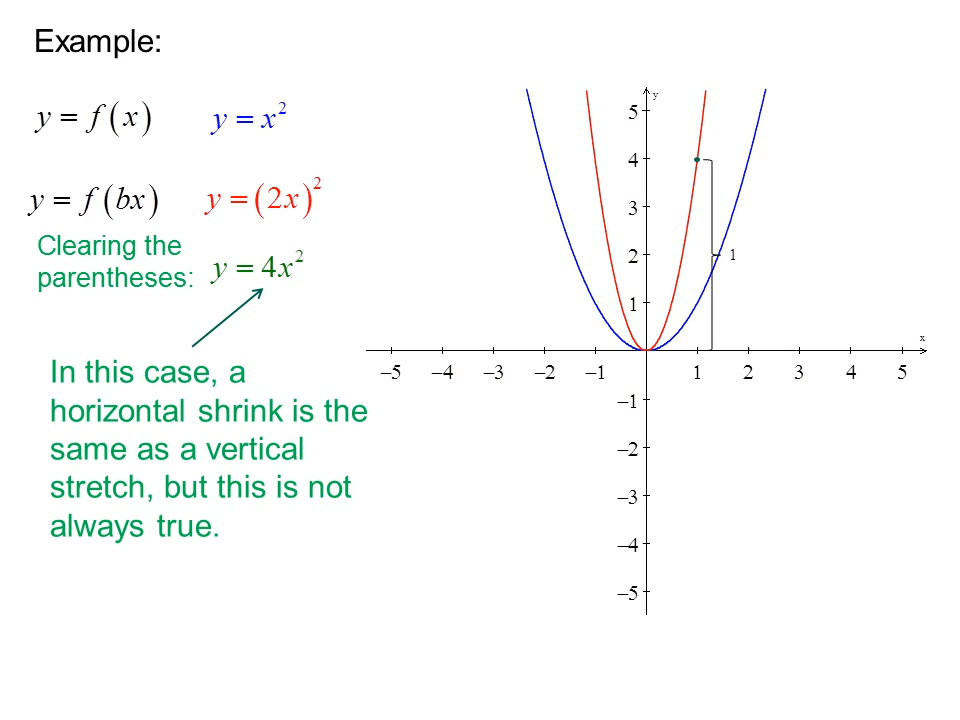 Example:
y = f(x)
y = x²
y = f(bx)
y = (2x)²
Clearing the
parentheses:
y = 4x²
In this case, a
horizontal shrink is the
same as a vertical
stretch, but this is not
always true.
y
5
4
3
2
1
1
x
–5 –4 –3 –2 –1 1 2 3 4 5
–1
–2
–3
–4
–5